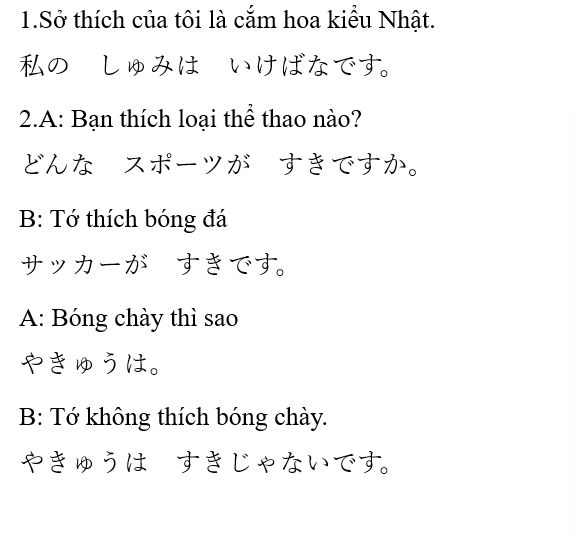 1.Sở thích của tôi là cắm hoa kiểu Nhật.
私の　しゅみは　いけばなです。
2.A: Bạn thích loại thể thao nào?
どんな　スポーツが　すきですか。
B: Tớ thích bóng đá
サッカーが　すきです。
A: Bóng chày thì sao
やきゅうは。
B: Tớ không thích bóng chày.
やきゅうは　すきじゃないです。